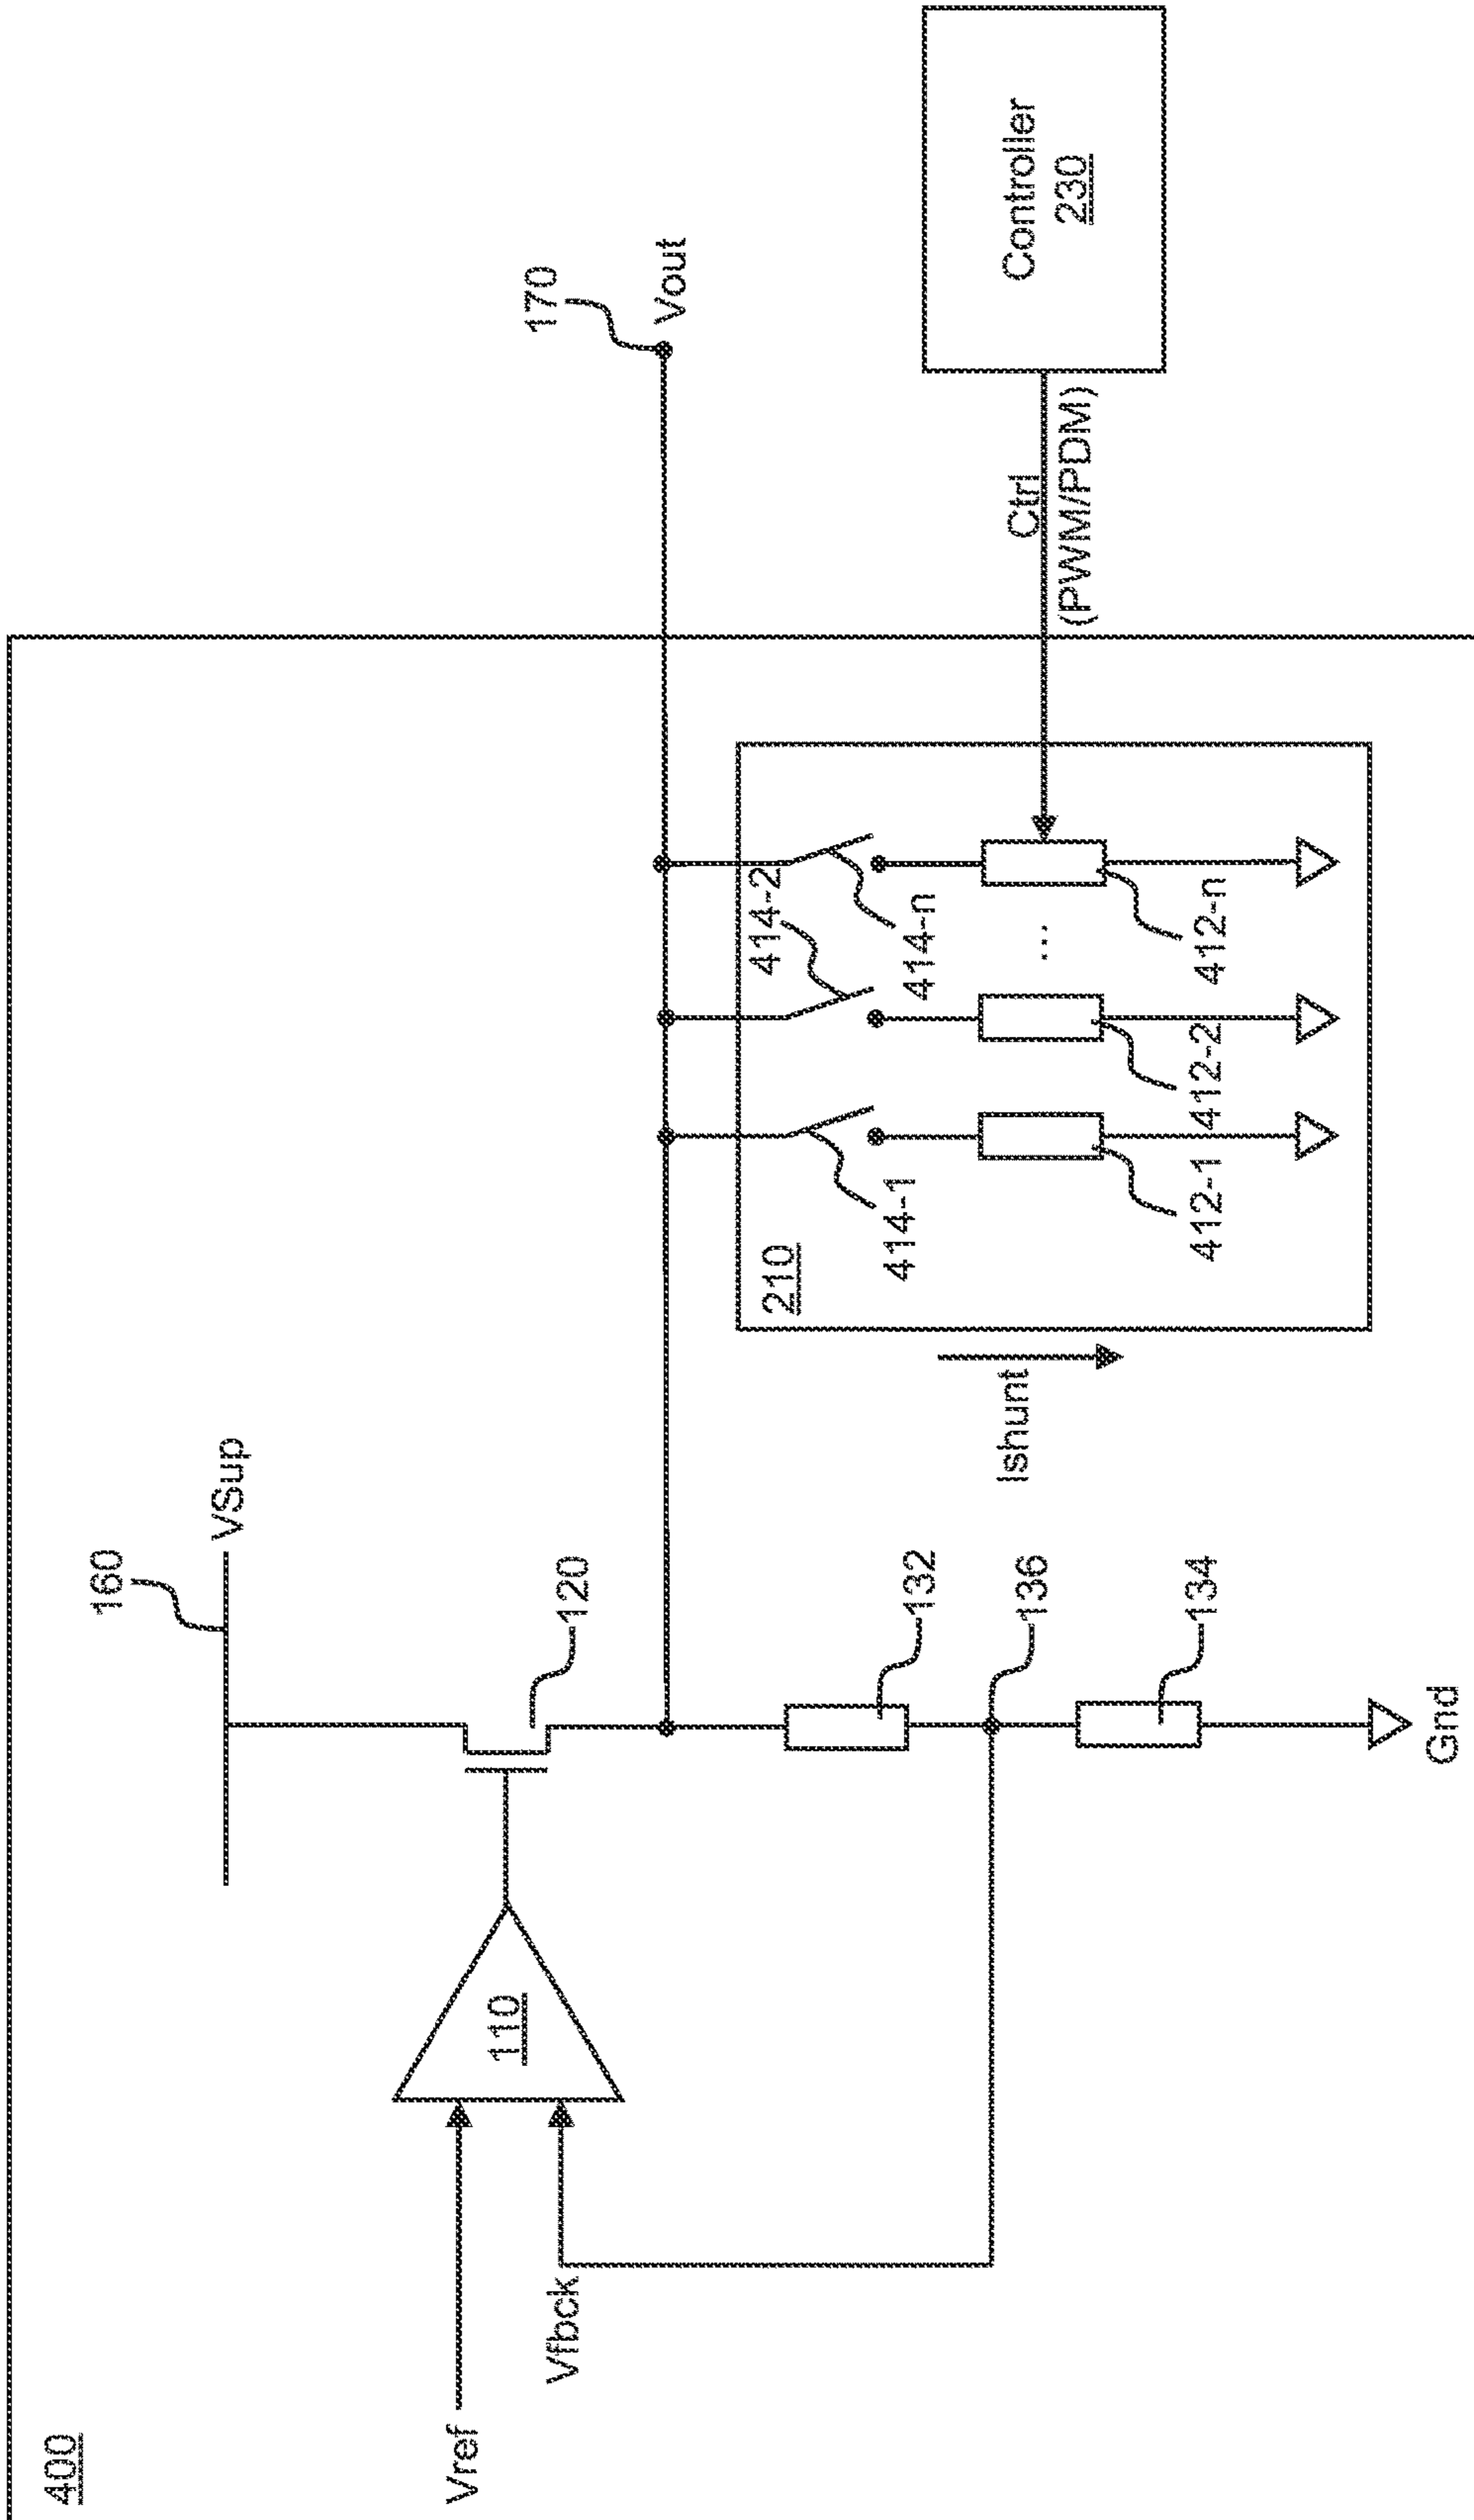 400
160
VSup
110
120
Vref
Vfbck
132
136
134
Gnd
170
Vout
210
Ishunt
414-1
414-2
414-n
...
412-1
412-2
412-n
Ctrl
(PWM/PDM)
Controller
230